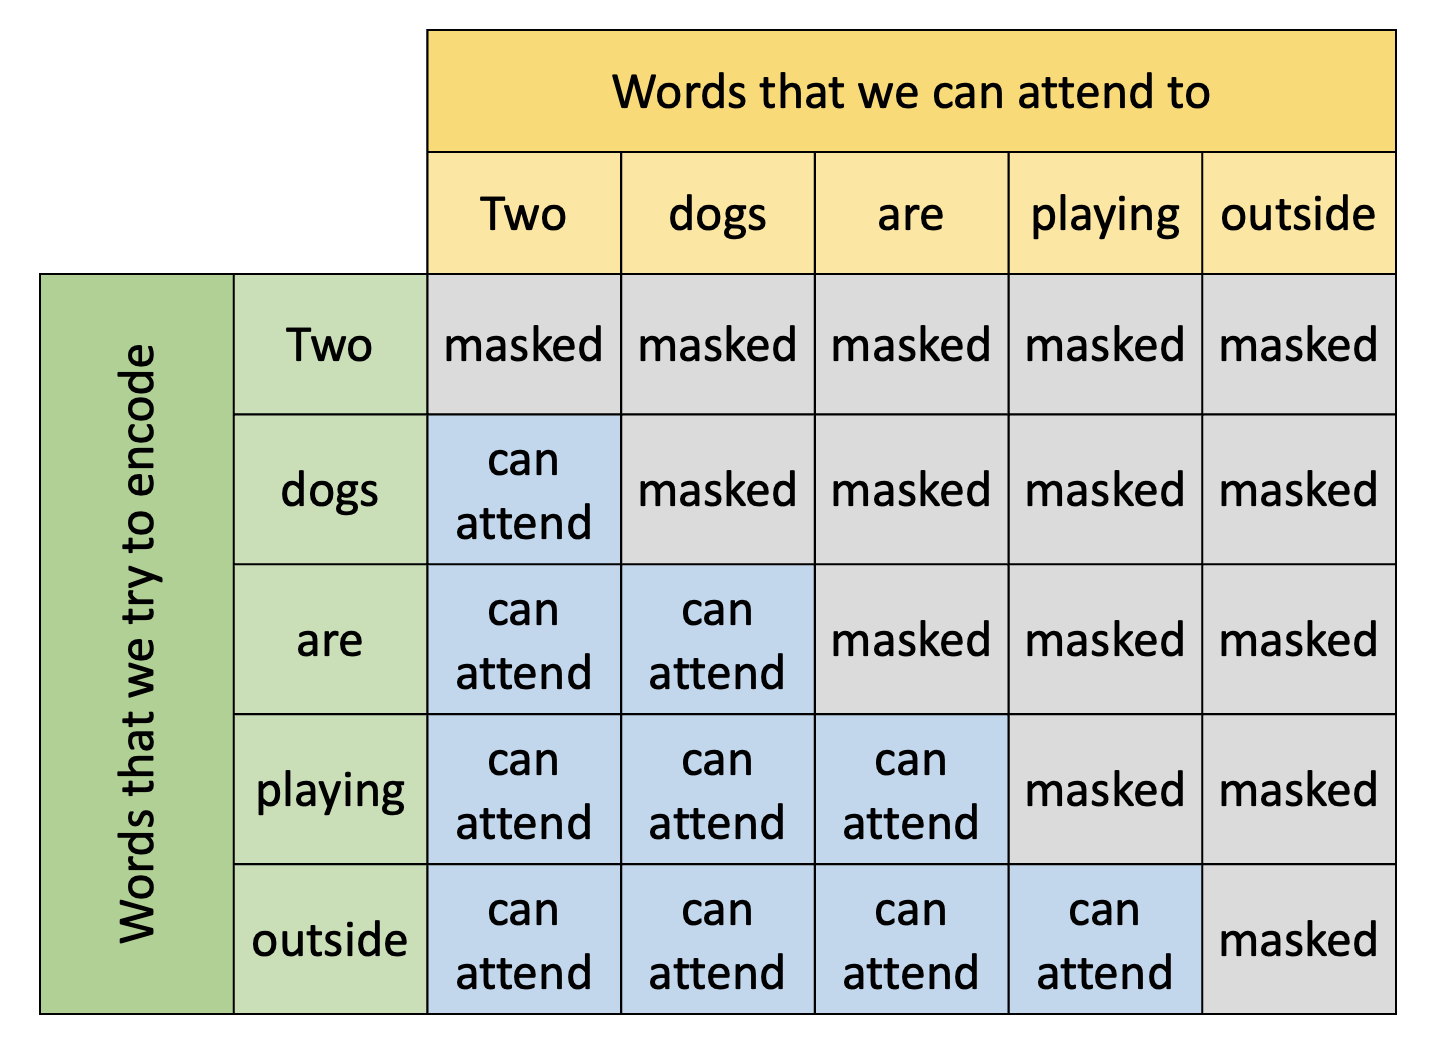 Words that we can attend to
Two dogs are playing outside
Words that we try to encode
Two masked masked masked masked masked
dogs can attend masked masked masked masked
are can attend can attend masked masked masked
playing can attend can attend can attend masked masked
outside can attend can attend can attend can attend masked